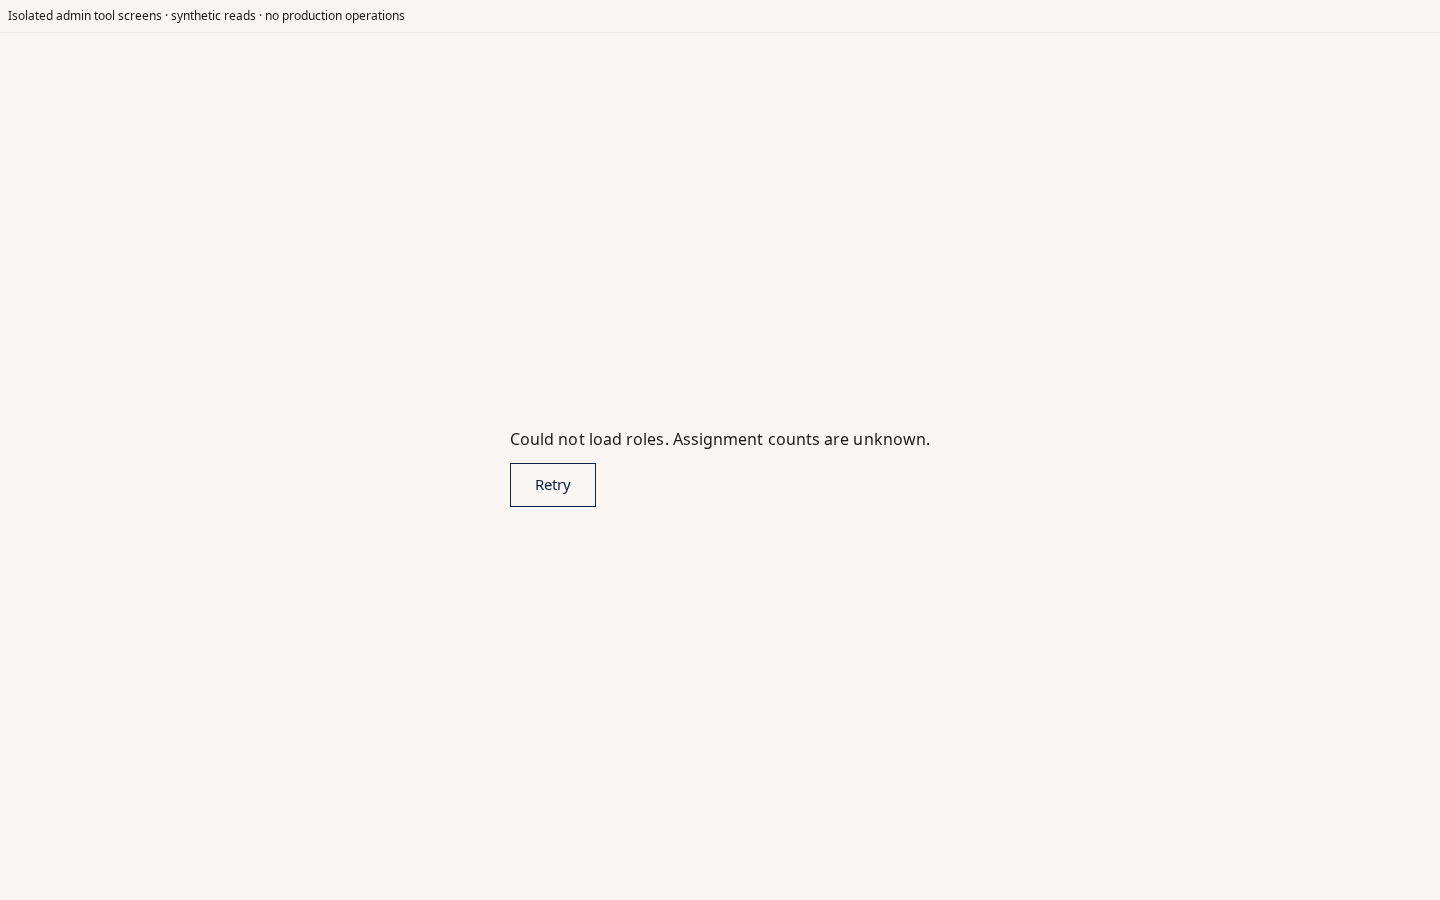 Isolated admin tool screens · synthetic reads · no production operations
Could not load roles. Assignment counts are unknown.
Retry